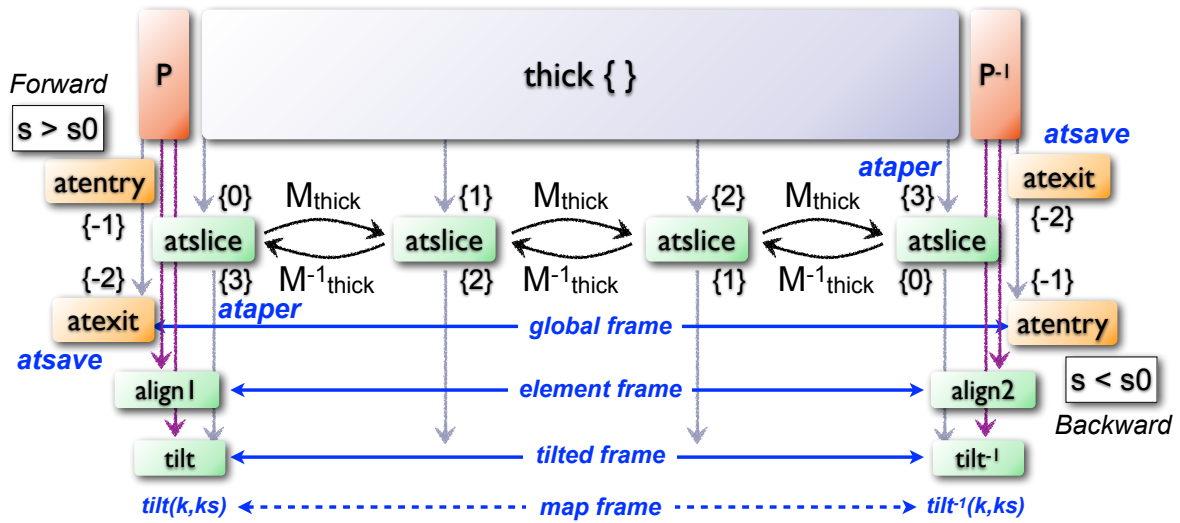 P
thick { }
P-1
Forward
s > s0
atsave
atentry
ataper
atexit
{0}
Mthick
{1}
Mthick
{2}
Mthick
{3}
{-1}
{-2}
atslice
atslice
atslice
atslice
{-2}
{3}
M-1thick
{2}
M-1thick
{1}
M-1thick
{0}
{-1}
ataper
atexit
global frame
atentry
atsave
align1
element frame
align2
s < s0
Backward
tilt
tilted frame
tilt-1
tilt(k,ks)
map frame
tilt-1(k,ks)